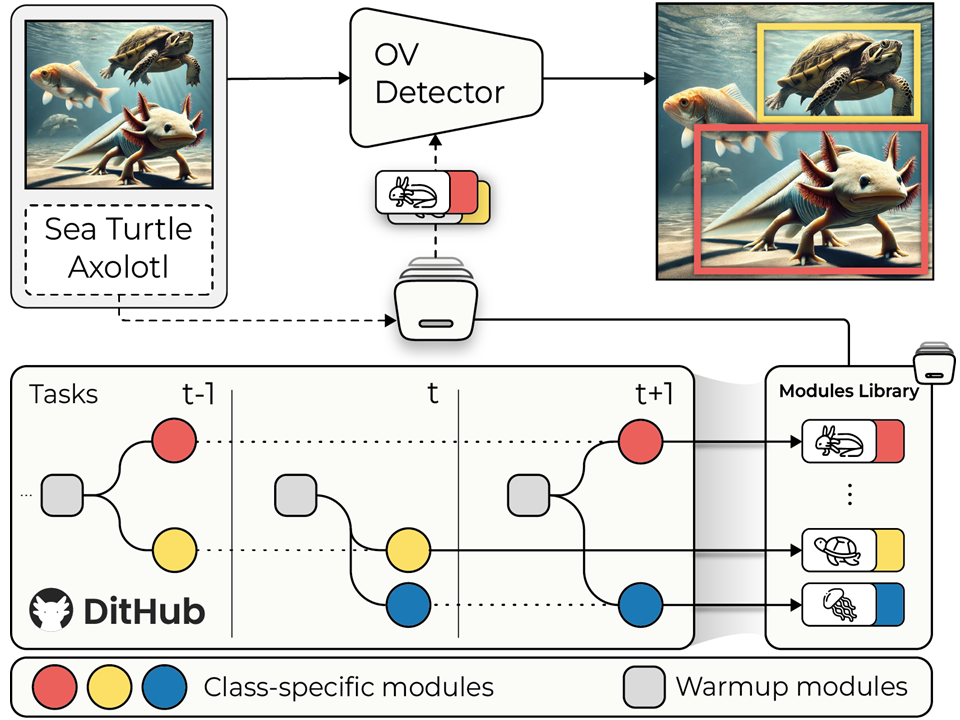 OV
Detector
Sea Turtle
Axolotl
Tasks
t-1
t
t+1
Modules Library
...
DitHub
Class-specific modules
Warmup modules